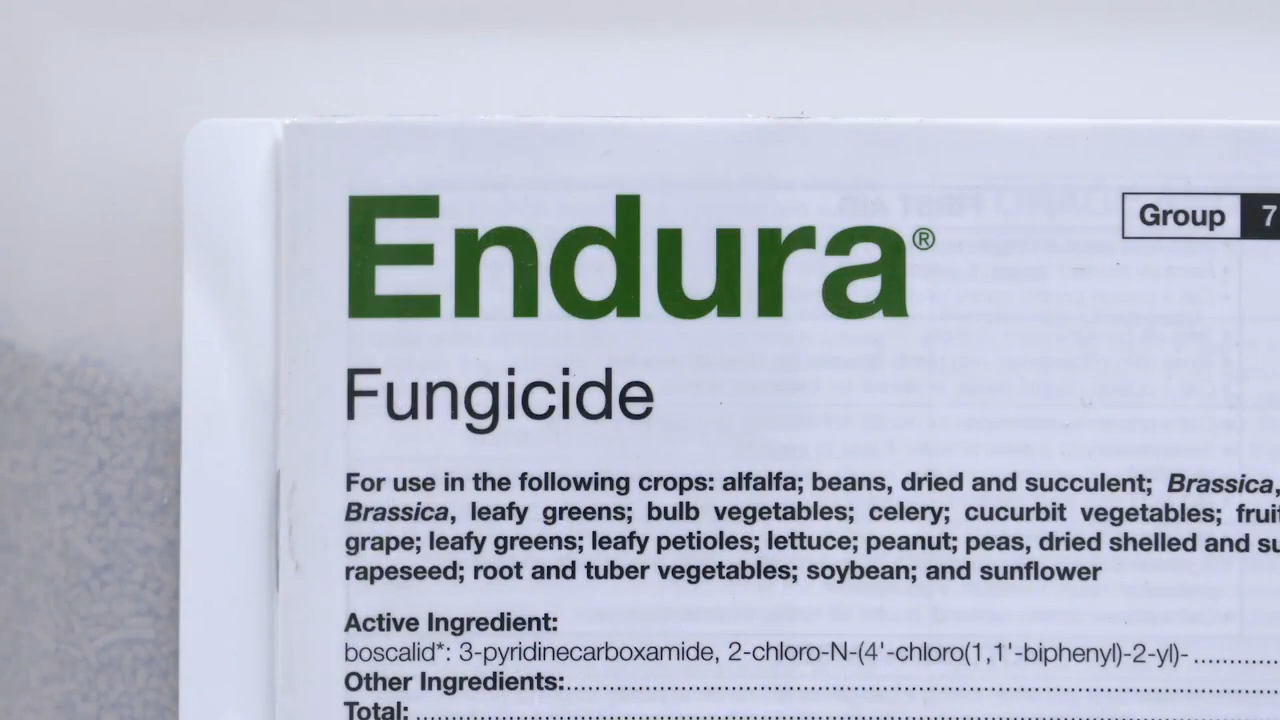 Endura®
Group 7
Fungicide
For use in the following crops: alfalfa; beans, dried and succulent; Brassica,
Brassica, leafy greens; bulb vegetables; celery; cucurbit vegetables;
grape; leafy greens; leafy petioles; lettuce; peanut; peas, dried shelled and
rapeseed; root and tuber vegetables; soybean; and sunflower
Active Ingredient:
boscalid*: 3-pyridinecarboxamide, 2-chloro-N-(4'-chloro(1,1'-biphenyl)-2-yl)-
Other Ingredients:
Total: